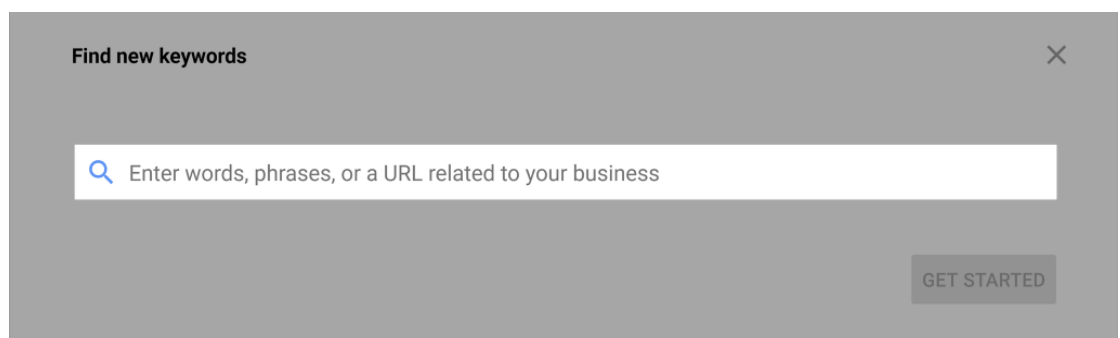 Find new keywords
Enter words, phrases, or a URL related to your business
GET STARTED